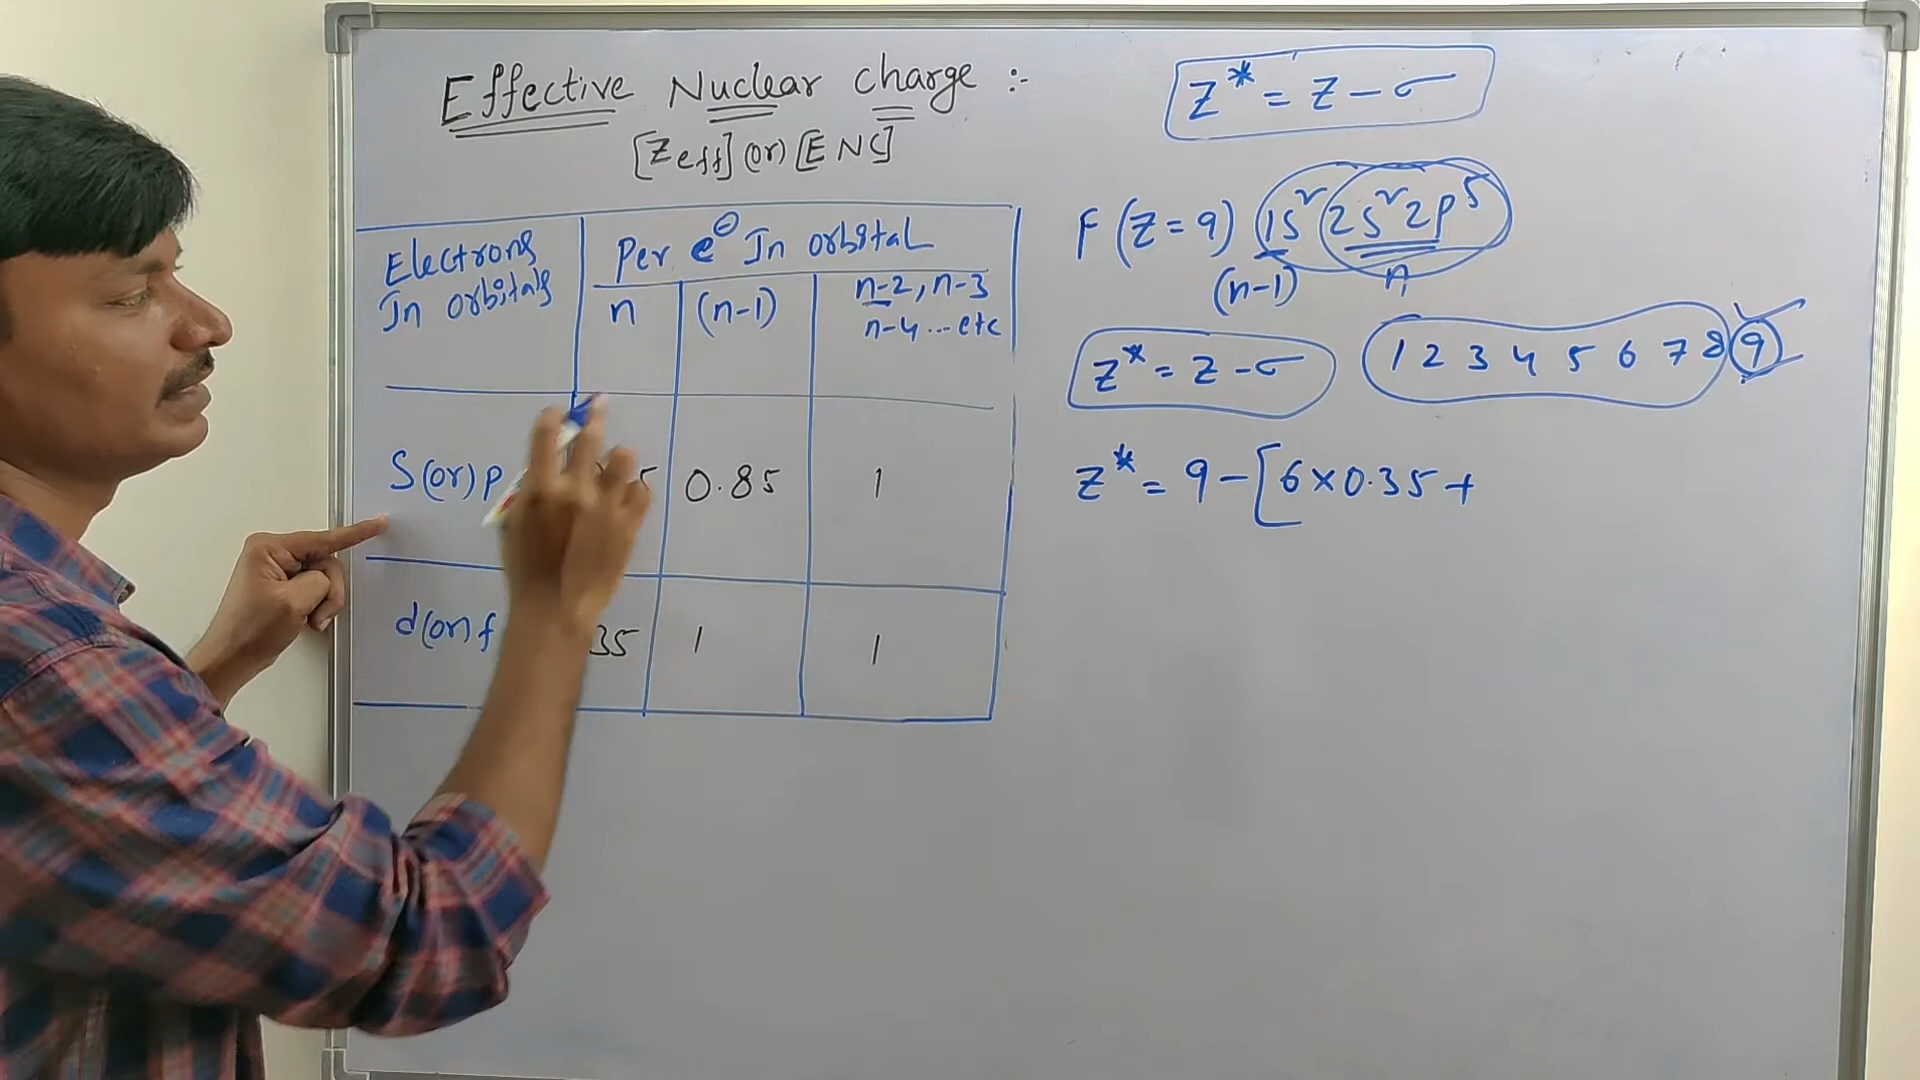 Effective Nuclear charge :-
[Zeff] (or) [ENC]
Z* = Z - σ
Electrons In orbitals
Per e⊖ In orbital
n
(n-1)
n-2, n-3
n-4 ... etc
S(or)p
0.85
1
d(or)f
35
1
1
F (Z = 9) 1s² 2s² 2p⁵
(n-1) n
Z* = Z - σ
1 2 3 4 5 6 7 8 9
Z* = 9 - [6 × 0.35 +